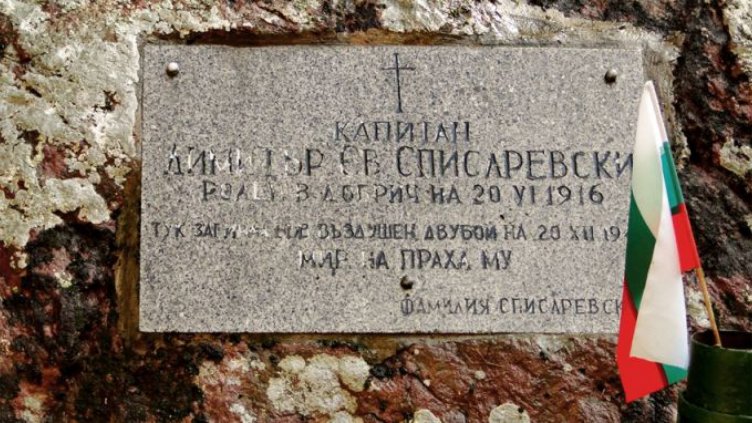 КАПИТАН
ДИМИТЪР СВ. СПИСАРЕВСКИ
РОДЕН В ДОБРИЧ НА 20 VI 1916
ТУК ЗАГИНА ВЪВ ВЪЗДУШЕН ДВУБОЙ НА 20 XII
МИР НА ПРАХА МУ
ФАМИЛИЯ СПИСАРЕВСК